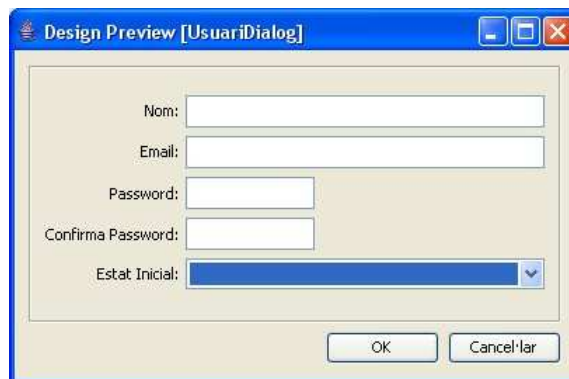 Design Preview [UsuariDialog]
Nom:
Email:
Password:
Confirma Password:
Estat Inicial:
OK Cancel·lar